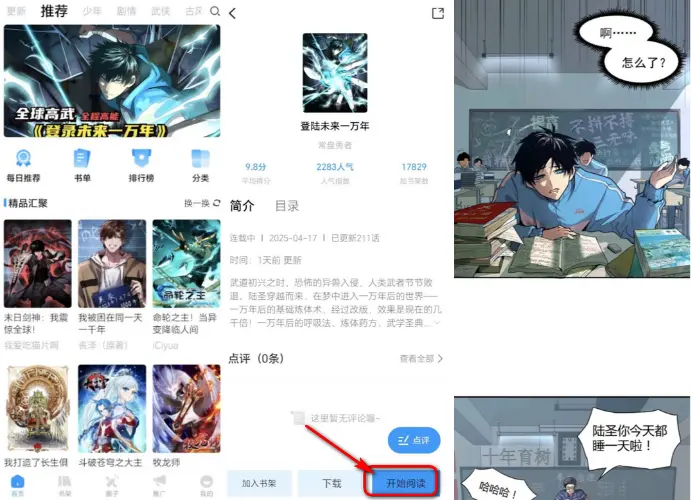 更新 推荐 少年 剧情 武侠 古风
全球高武 全程高能
《登录未来一万年》
每日推荐 书单 排行榜 分类
精品汇聚 换一换
末日剑神：我震惊全球！
我爱吃猫片啊
我被困在同一天一千年
命轮之主！当异变降临人间
iCiyua
我打造了长生俱
斗破苍穹之大主
牧龙师
首页 书架 圈子 推广 我的
登陆未来一万年
常盘勇者
9.8分 2283人气 17829
平均得分 人气指数 加书架数
简介 目录
连载中 | 2025-04-17 | 已更新211话
时间：1天前 更新
武道初兴之时，恐怖的异兽入侵，人类武者节节败
退，陆圣穿越而来，在梦中进入一万年后的世界——
一万年后的基础炼体术，经过改版，效果是现在的几
千倍！一万年后的呼吸法，炼体药方，武学圣典…
点评（0条） 查看全部
这里暂无评论喔~
点评
加入书架 下载 开始阅读
啊……
怎么了？
不拼不搏
陆圣你今天都
睡一天啦！
十年育树
哈哈哈！